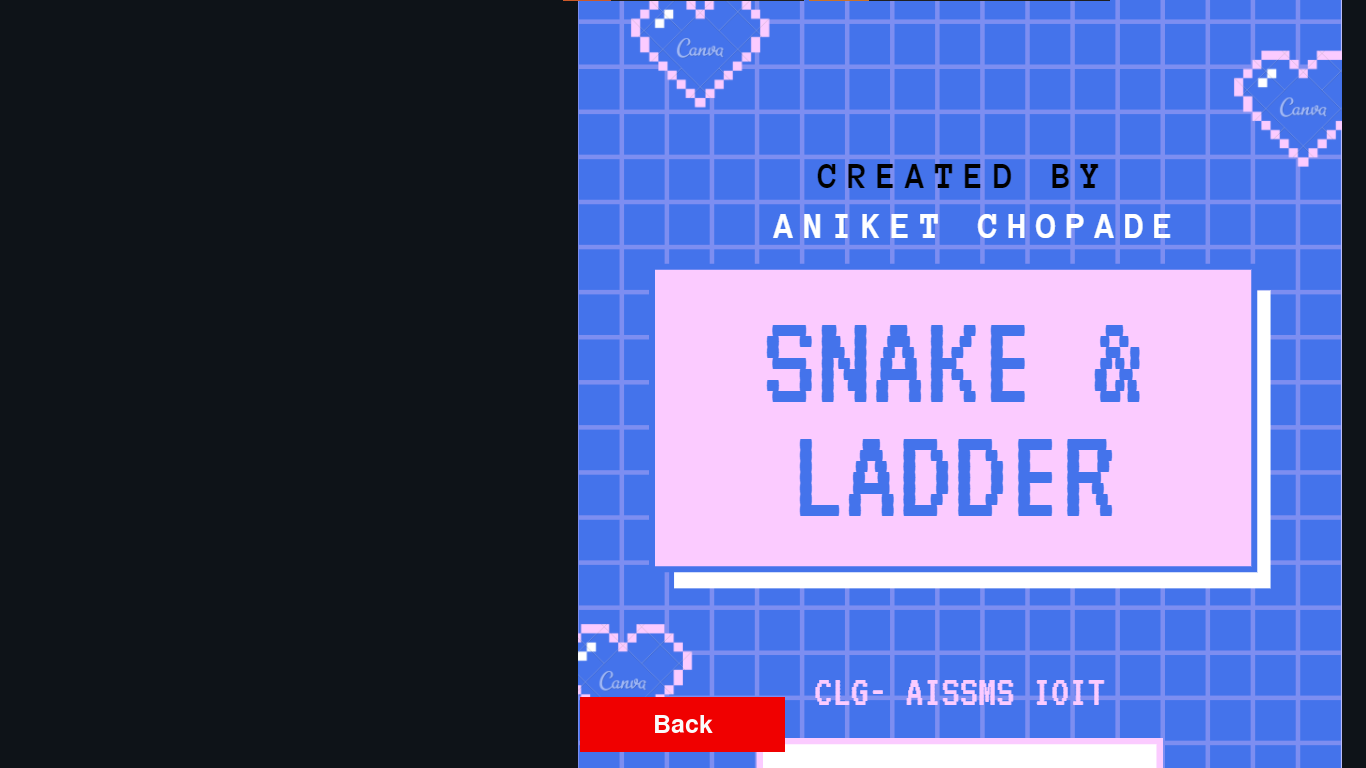 Canva
Canva
CREATED BY
ANIKET CHOPADE
SNAKE &
LADDER
Canva
CLG- AISSMS IOIT
Back